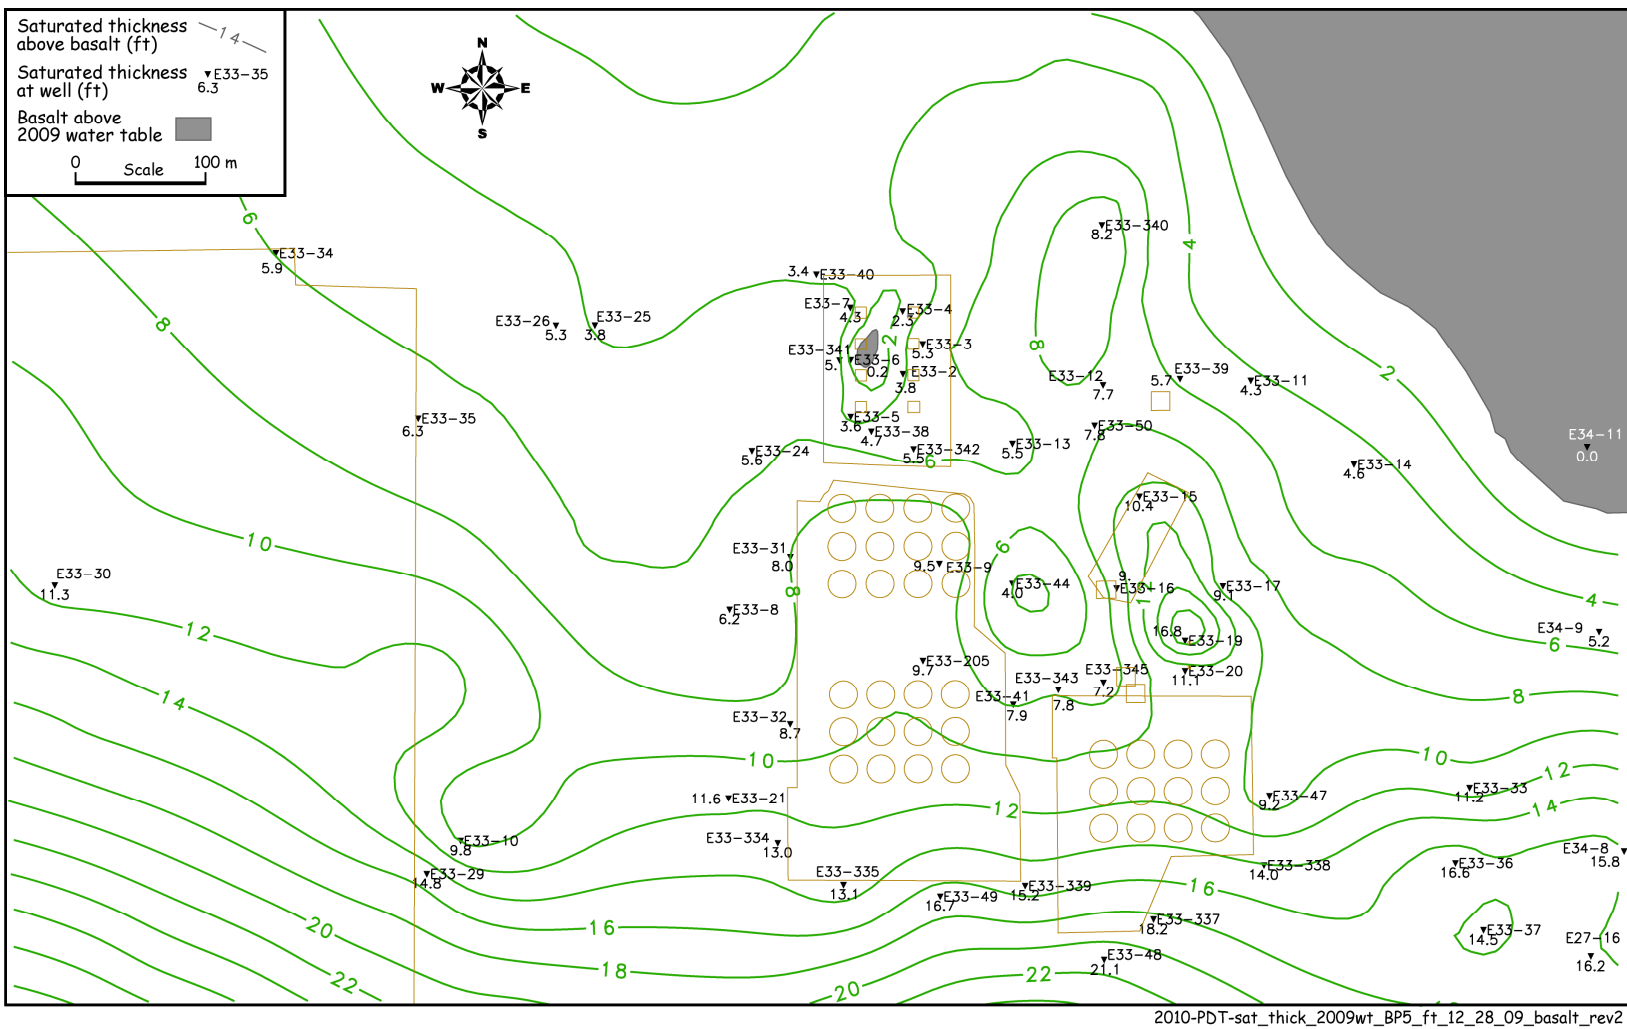 Saturated thickness
above basalt (ft)
14
Saturated thickness
at well (ft)
E33-35
6.3
Basalt above
2009 water table
0
Scale
100 m
N
W
E
S
6
E33-34
5.9
8
E33-26
5.3
E33-25
3.8
3.4
E33-40
E33-7
4.3
E33-4
2.3
E33-341
5.
E33-6
0.2
2
E33-3
5.3
E33-2
3.8
E33-5
3.6
E33-38
4.7
E33-342
5.5
6
E33-13
5.5
E33-24
5.6
E33-340
8.2
4
8
E33-12
7.7
5.7
E33-39
E33-11
4.3
2
E33-50
7.8
E33-14
4.6
E34-11
0.0
E33-35
6.3
10
E33-30
11.3
12
14
E33-31
8.0
9.5
E33-9
8
E33-8
6.2
6
E33-44
4.0
E33-15
10.4
9.
E33-16
12
E33-17
9.1
16.8
E33-19
E33-20
11.1
4
E34-9
5.2
6
8
E33-205
9.7
E33-343
7.8
E33-345
7.2
E33-41
7.9
E33-32
8.7
10
11.6
E33-21
E33-334
13.0
12
E33-47
9.2
10
12
E33-33
11.2
14
E33-10
9.8
E33-29
14.8
E33-335
13.1
E33-49
16.7
E33-339
15.2
E33-338
14.0
16
E33-36
16.6
E34-8
15.8
E33-337
18.2
E33-37
14.5
E27-16
16.2
E33-48
21.1
16
18
20
22
20
22
2010-PDT-sat_thick_2009wt_BP5_ft_12_28_09_basalt_rev2